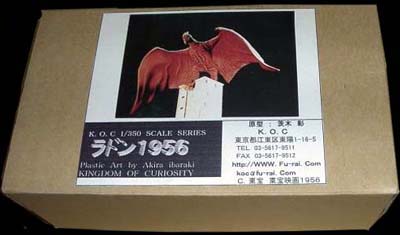 K. O. C 1/350 SCALE SERIES
ラドン1956
Plastic Art by Akira ibaraki
KINGDOM OF CURIOSITY
原型 : 茨木 彰
K. O. C
東京都江東区東陽1-16-5
TEL 03-5617-9511
FAX 03-5617-9512
http://WWW. Fu-rai. Com
koc@fu-rai. Com
C. 東宝 東宝映画1956